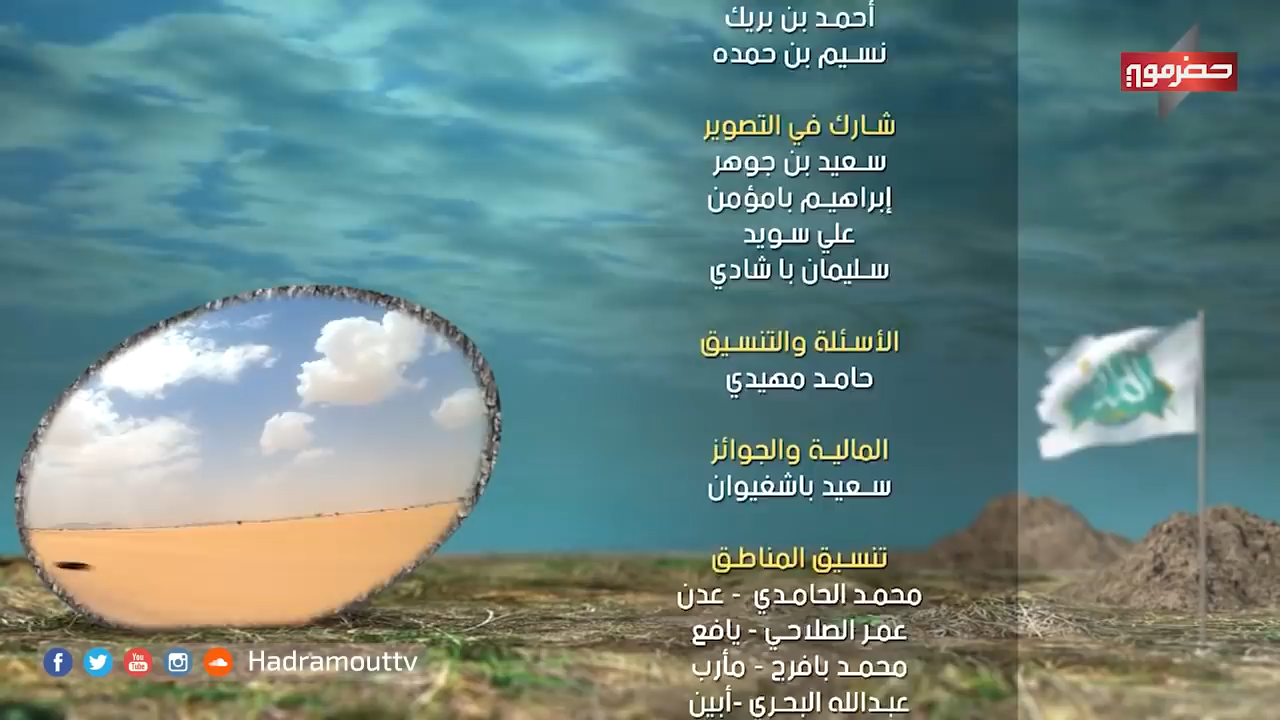 أحمد بن بريك
نسيم بن حمده
حضرموت
شارك في التصوير
سعيد بن جوهر
إبراهيم بامؤمن
علي سويد
سليمان با شادي
الأسئلة والتنسيق
حامد مهيدي
المالية والجوائز
سعيد باشغيوان
تنسيق المناطق
محمد الحامدي - عدن
عمر الصلاحي - يافع
محمد بافرج - مأرب
عبدالله البحري -أبين
Hadramouttv